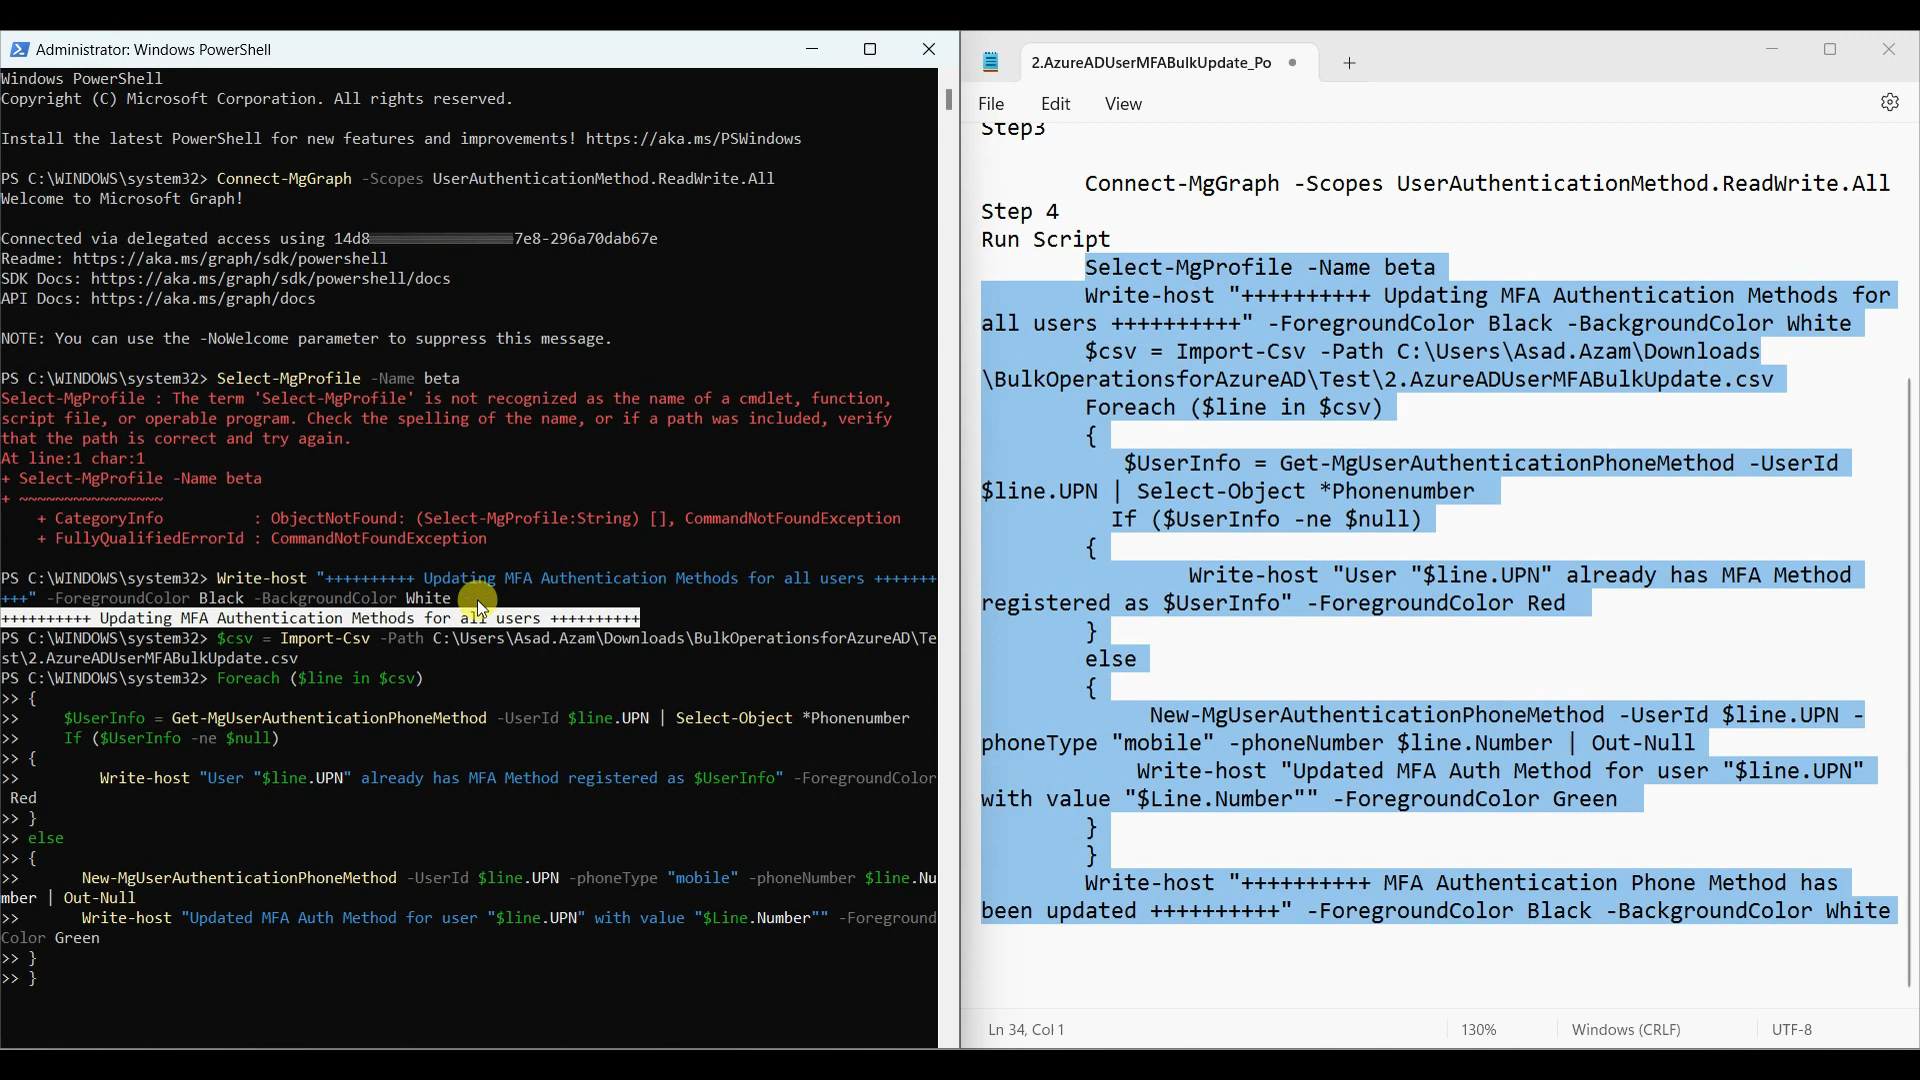 Administrator: Windows PowerShell
Windows PowerShell
Copyright (C) Microsoft Corporation. All rights reserved.
Install the latest PowerShell for new features and improvements! https://aka.ms/PSWindows
PS C:\WINDOWS\system32> Connect-MgGraph -Scopes UserAuthenticationMethod.ReadWrite.All
Welcome to Microsoft Graph!
Connected via delegated access using 14d8 7e8-296a70dab67e
Readme: https://aka.ms/graph/sdk/powershell
SDK Docs: https://aka.ms/graph/sdk/powershell/docs
API Docs: https://aka.ms/graph/docs
NOTE: You can use the -NoWelcome parameter to suppress this message.
PS C:\WINDOWS\system32> Select-MgProfile -Name beta
Select-MgProfile : The term 'Select-MgProfile' is not recognized as the name of a cmdlet, function,
script file, or operable program. Check the spelling of the name, or if a path was included, verify
that the path is correct and try again.
At line:1 char:1
+ Select-MgProfile -Name beta
+ ~~~~~~~~~~~~~~~~
+ CategoryInfo : ObjectNotFound: (Select-MgProfile:String) [], CommandNotFoundException
+ FullyQualifiedErrorId : CommandNotFoundException
PS C:\WINDOWS\system32> Write-host "++++++++++ Updating MFA Authentication Methods for all users +++++++
+++" -ForegroundColor Black -BackgroundColor White
++++++++++ Updating MFA Authentication Methods for all users ++++++++++
PS C:\WINDOWS\system32> $csv = Import-Csv -Path C:\Users\Asad.Azam\Downloads\BulkOperationsforAzureAD\Te
st\2.AzureADUserMFABulkUpdate.csv
PS C:\WINDOWS\system32> Foreach ($line in $csv)
>> {
>> $UserInfo = Get-MgUserAuthenticationPhoneMethod -UserId $line.UPN | Select-Object *Phonenumber
>> If ($UserInfo -ne $null)
>> {
>> Write-host "User "$line.UPN" already has MFA Method registered as $UserInfo" -ForegroundColor
Red
>> }
>> else
>> {
>> New-MgUserAuthenticationPhoneMethod -UserId $line.UPN -phoneType "mobile" -phoneNumber $line.Nu
mber | Out-Null
>> Write-host "Updated MFA Auth Method for user "$line.UPN" with value "$Line.Number"" -Foreground
Color Green
>> }
>> }
2.AzureADUserMFABulkUpdate_Po
File Edit View
Step3
Connect-MgGraph -Scopes UserAuthenticationMethod.ReadWrite.All
Step 4
Run Script
Select-MgProfile -Name beta
Write-host "++++++++++ Updating MFA Authentication Methods for
all users ++++++++++" -ForegroundColor Black -BackgroundColor White
$csv = Import-Csv -Path C:\Users\Asad.Azam\Downloads
\BulkOperationsforAzureAD\Test\2.AzureADUserMFABulkUpdate.csv
Foreach ($line in $csv)
{
$UserInfo = Get-MgUserAuthenticationPhoneMethod -UserId
$line.UPN | Select-Object *Phonenumber
If ($UserInfo -ne $null)
{
Write-host "User "$line.UPN" already has MFA Method
registered as $UserInfo" -ForegroundColor Red
}
else
{
New-MgUserAuthenticationPhoneMethod -UserId $line.UPN -
phoneType "mobile" -phoneNumber $line.Number | Out-Null
Write-host "Updated MFA Auth Method for user "$line.UPN"
with value "$Line.Number"" -ForegroundColor Green
}
}
Write-host "++++++++++ MFA Authentication Phone Method has
been updated ++++++++++" -ForegroundColor Black -BackgroundColor White
Ln 34, Col 1 130% Windows (CRLF) UTF-8